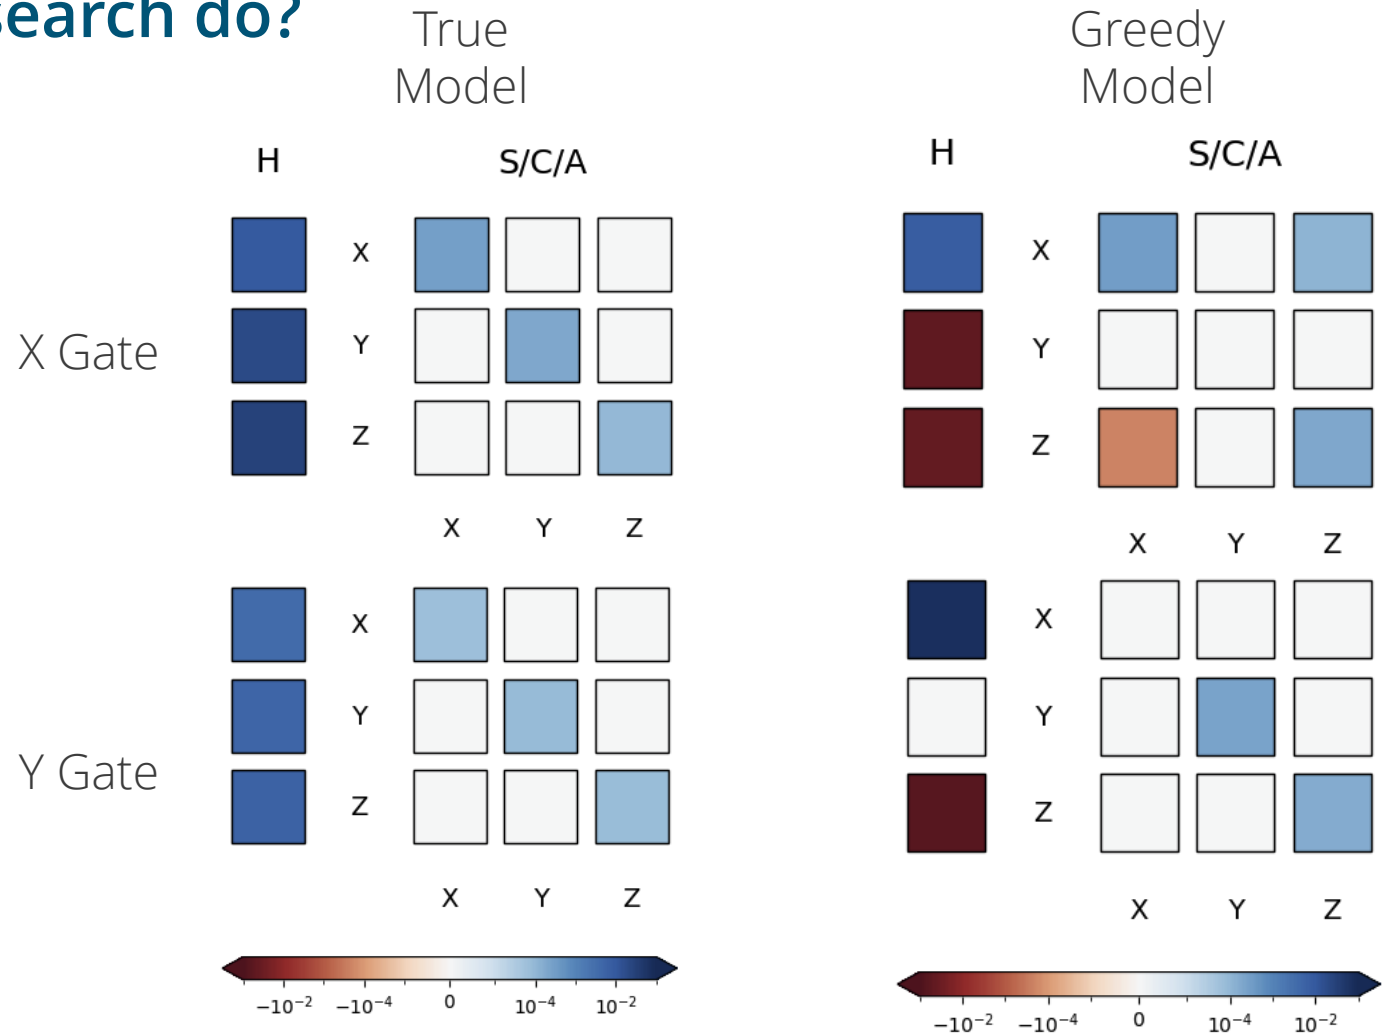 search do?
True
Model
Greedy
Model
H
S/C/A
H
S/C/A
X Gate
X
Y
Z
X Y Z
X
Y
Z
X Y Z
Y Gate
X
Y
Z
X Y Z
X
Y
Z
X Y Z
−10⁻² −10⁻⁴ 0 10⁻⁴ 10⁻²
−10⁻² −10⁻⁴ 0 10⁻⁴ 10⁻²